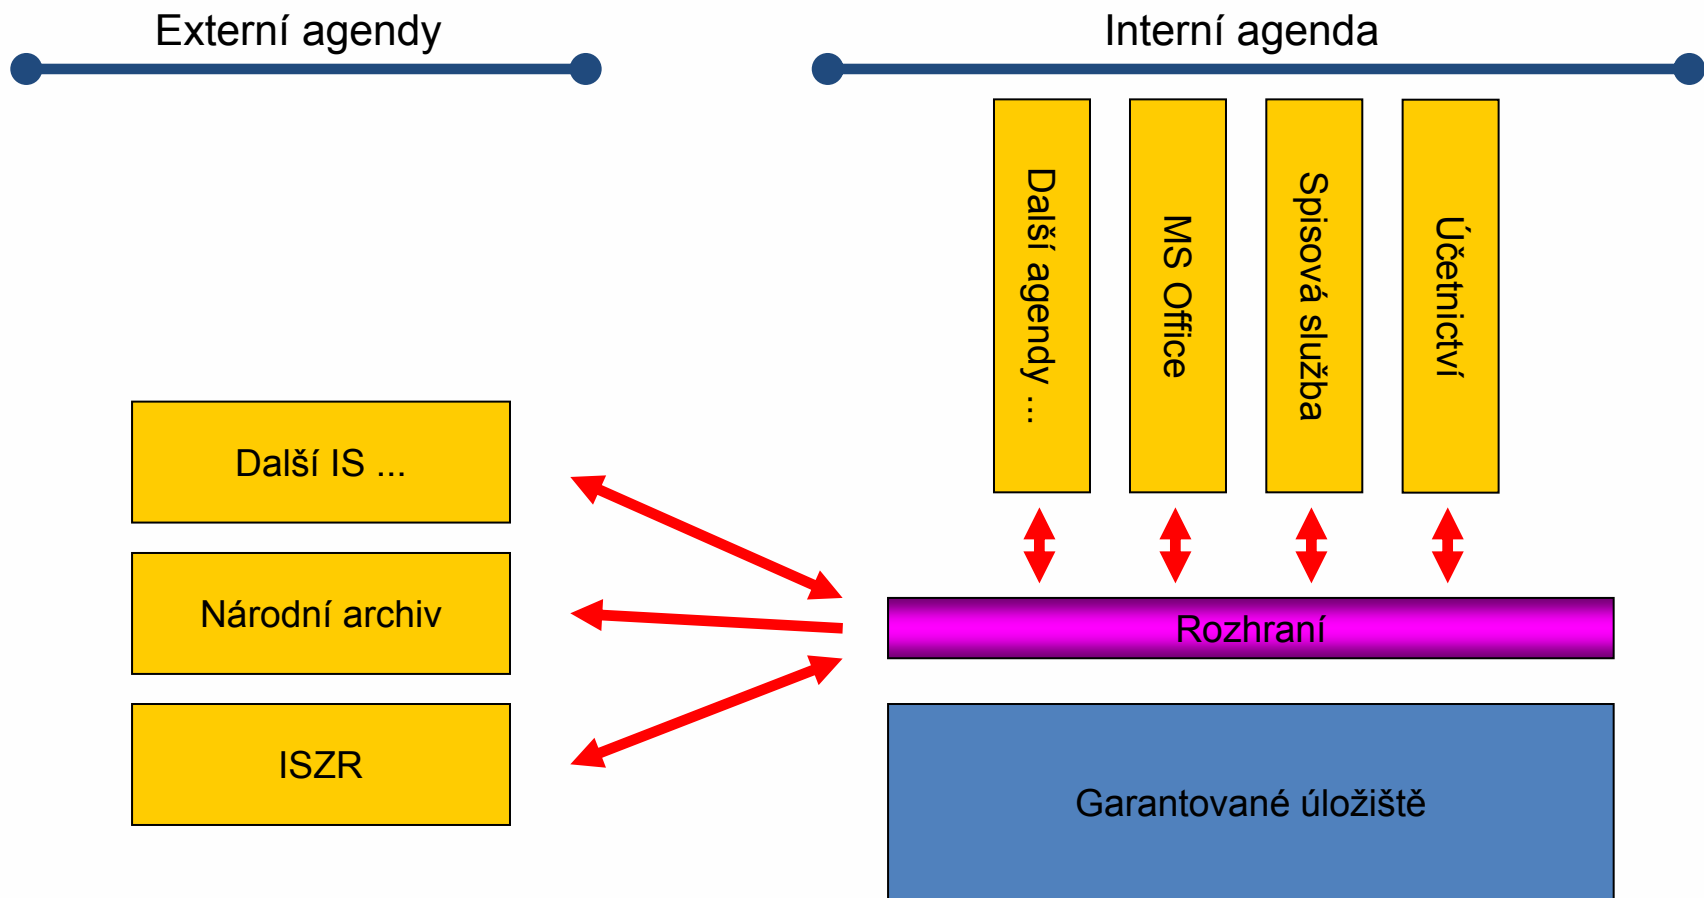 Externí agendy
Interní agenda
Další agendy ...
MS Office
Spisová služba
Účetnictví
Další IS ...
Národní archiv
ISZR
Rozhraní
Garantované úložiště